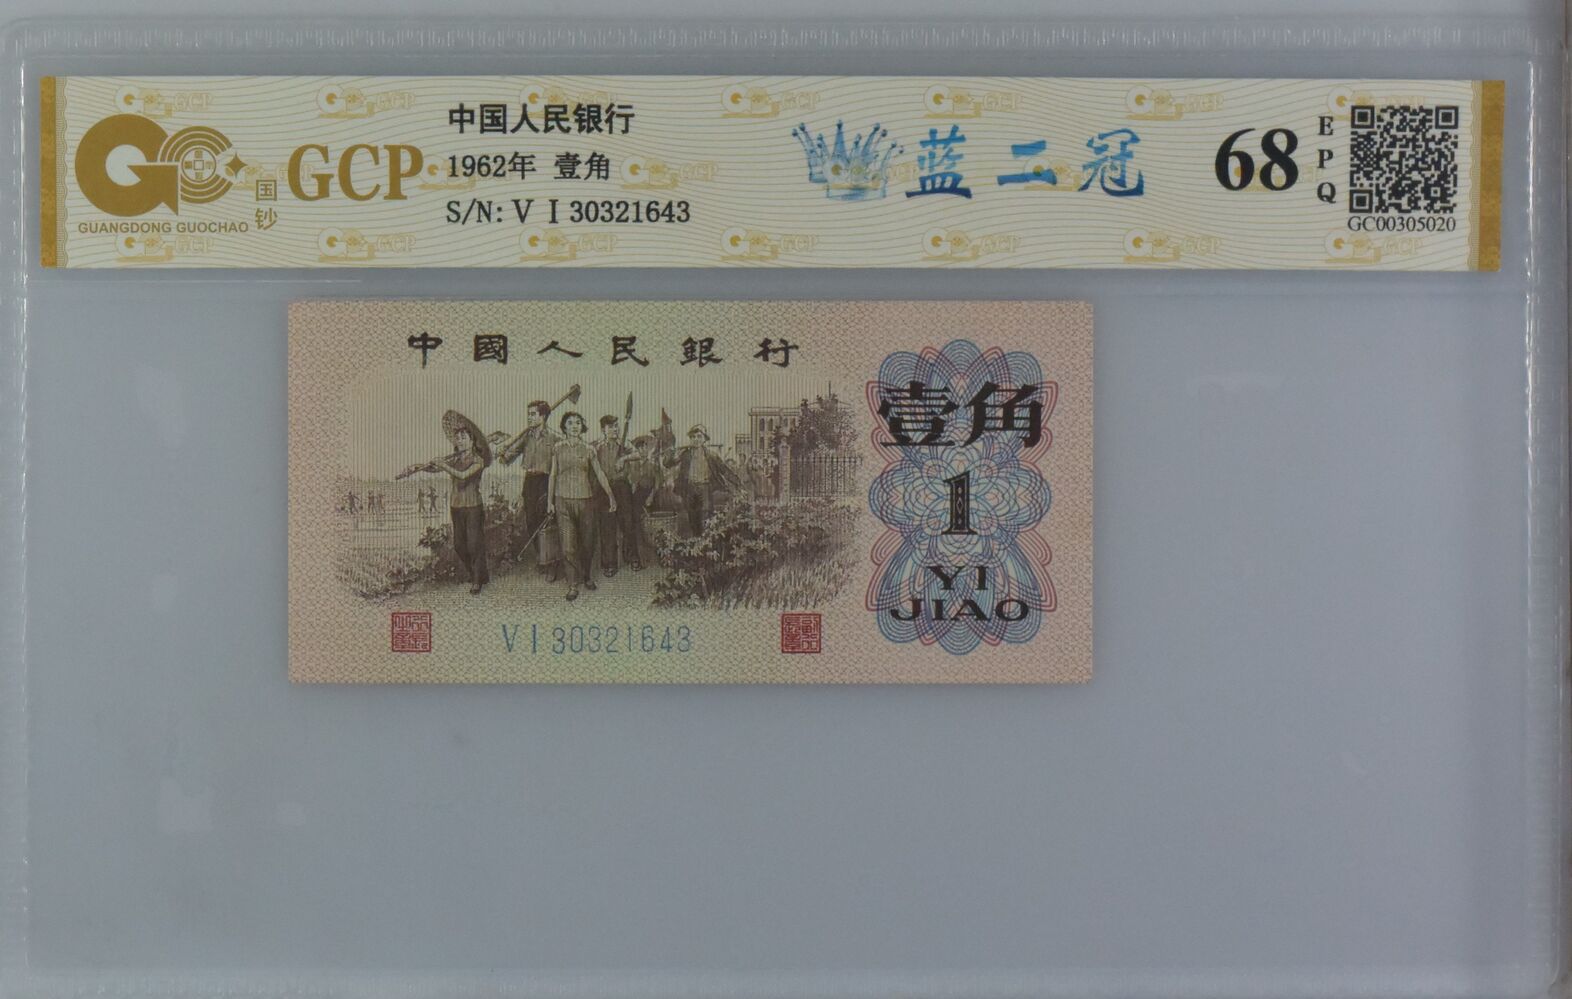 GUANGDONG GUOCHAO
国钞
GCP
中国人民银行
1962年 壹角
S/N: V I 30321643
蓝二冠
68
EPQ
GC00305020
中國人民銀行
壹角
1
YI
JIAO
V I 30321643